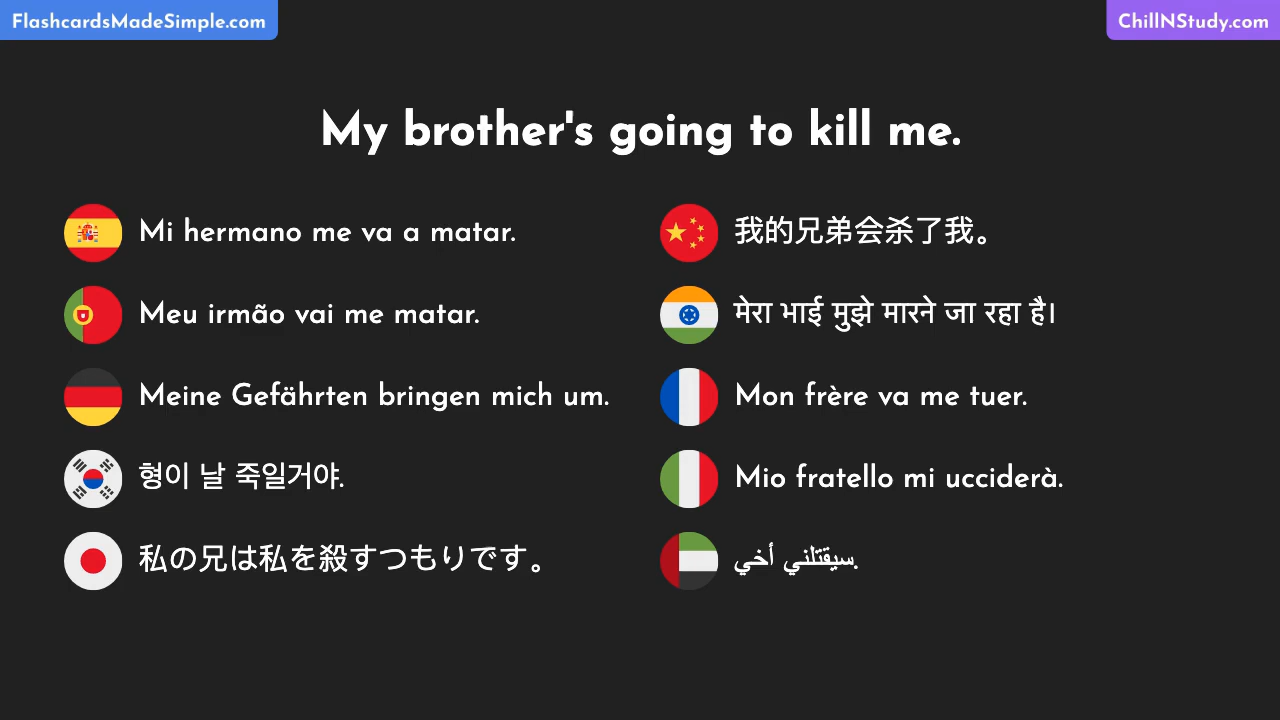 FlashcardsMadeSimple.com
ChillNStudy.com
My brother's going to kill me.
Mi hermano me va a matar.
Meu irmão vai me matar.
Meine Gefährten bringen mich um.
형이 날 죽일거야.
私の兄は私を殺すつもりです。
我的兄弟会杀了我。
मेरा भाई मुझे मारने जा रहा है।
Mon frère va me tuer.
Mio fratello mi ucciderà.
سيقتلني أخي.